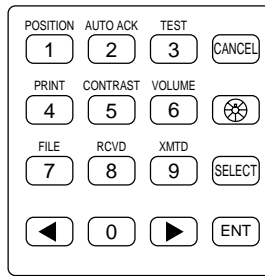 POSITION AUTO ACK TEST
1 2 3 CANCEL
PRINT CONTRAST VOLUME
4 5 6
FILE RCVD XMTD
7 8 9 SELECT
0 ENT